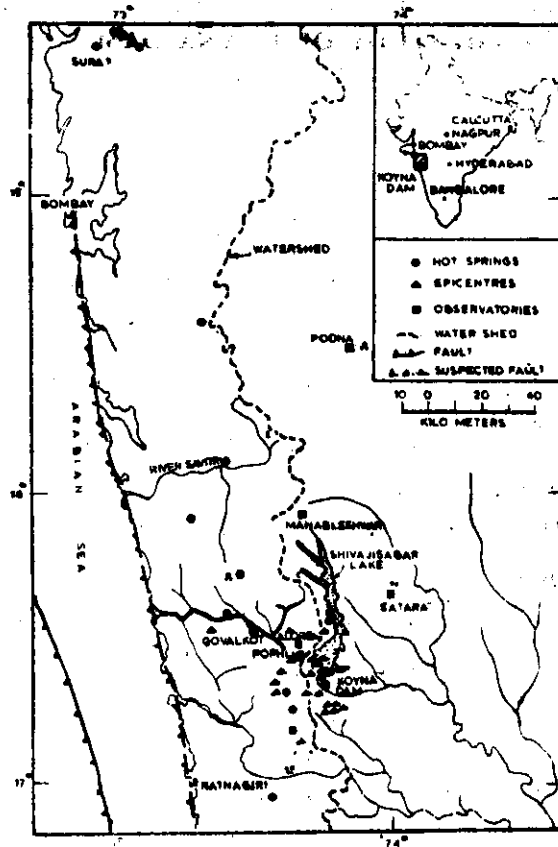 73°
74
SURAT
CALCUTTA
NAGPUR
BOMBAY
HYDERABAD
KOYNA
DAM
BANGALORE
BOMBAY
WATERSHED
HOT SPRINGS
EPICENTRES
OBSERVATORIES
WATER SHED
FAULT
SUSPECTED FAULT
10 0 20 40
KILO METERS
POONA
ARABIAN
SEA
RIVER SAVITRI
18°
MAHABLESHWAR
SHIVAJISAGAR
LAKE
SATARA
GOVALKOT
ALORE
KOYNA
DAM
17°
RATNAGIRI
74°